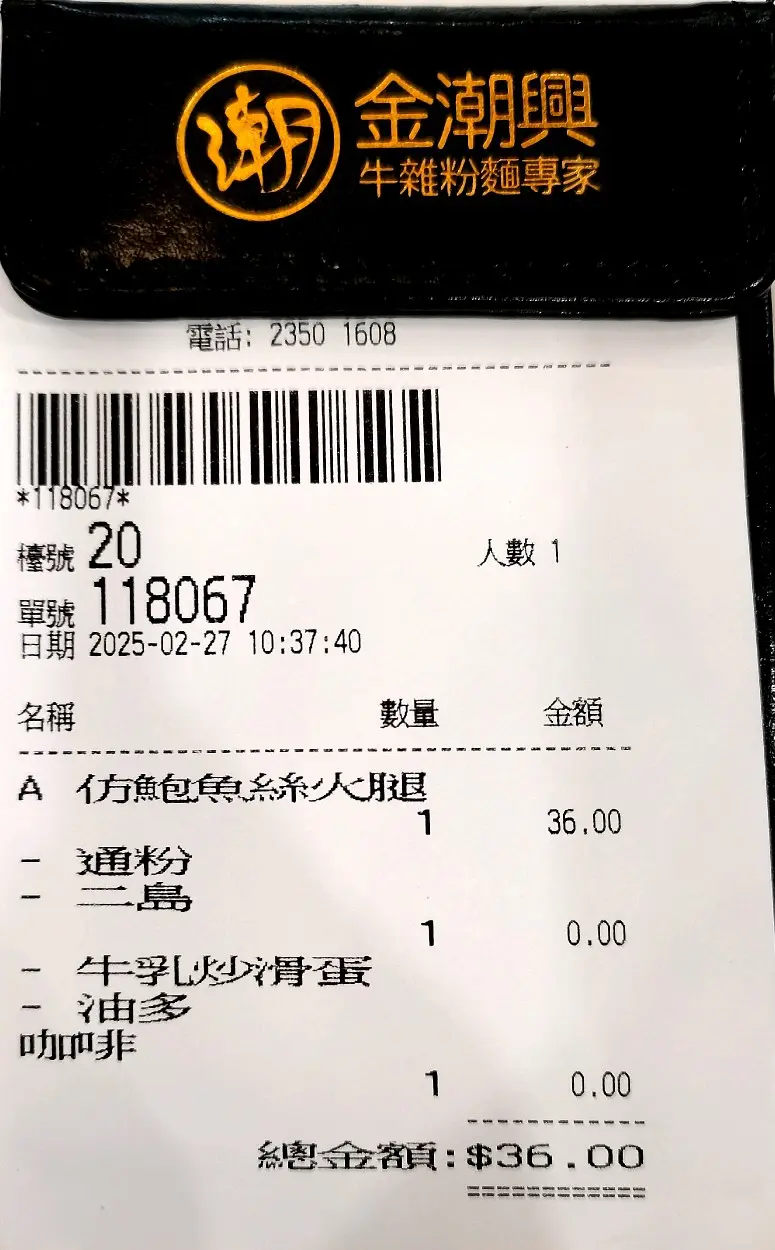 潮 金潮興
牛雜粉麵專家
電話: 2350 1608
*118067*
檯號 20 人數 1
單號 118067
日期 2025-02-27 10:37:40
名稱 數量 金額
A 仿鮑魚絲火腿
1 36.00
- 通粉
- 二島
1 0.00
- 牛乳炒滑蛋
- 油多
咖啡
1 0.00
總金額:$36.00